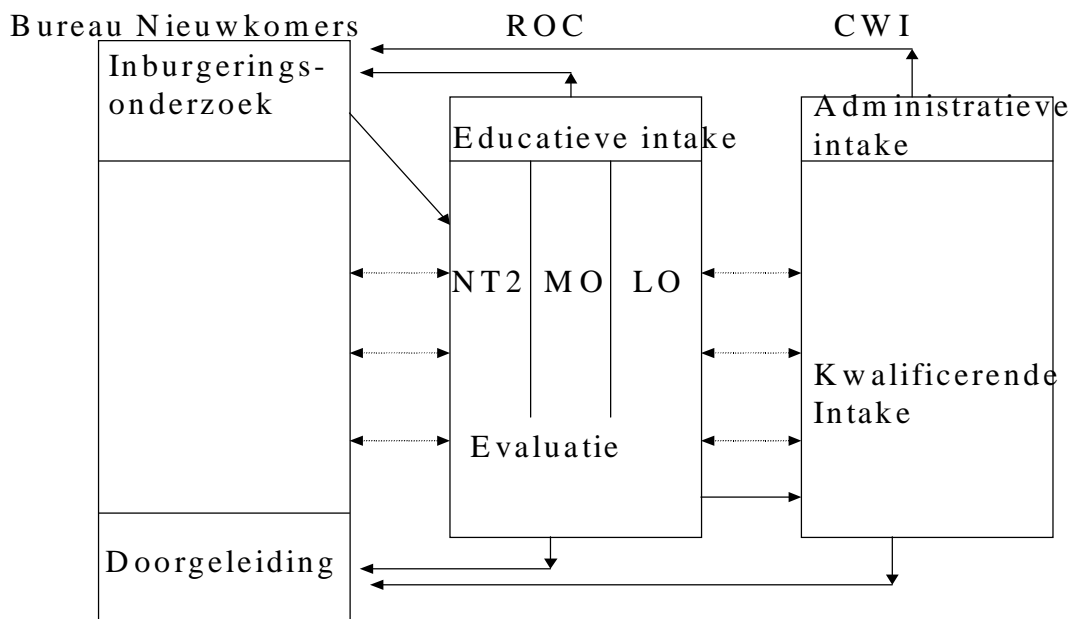 Bureau Nieuwkomers
ROC
CWI
Inburgerings-
onderzoek
Educatieve intake
Administratieve
intake
NT2
MO
LO
Kwalificerende
Intake
Evaluatie
Doorgeleiding